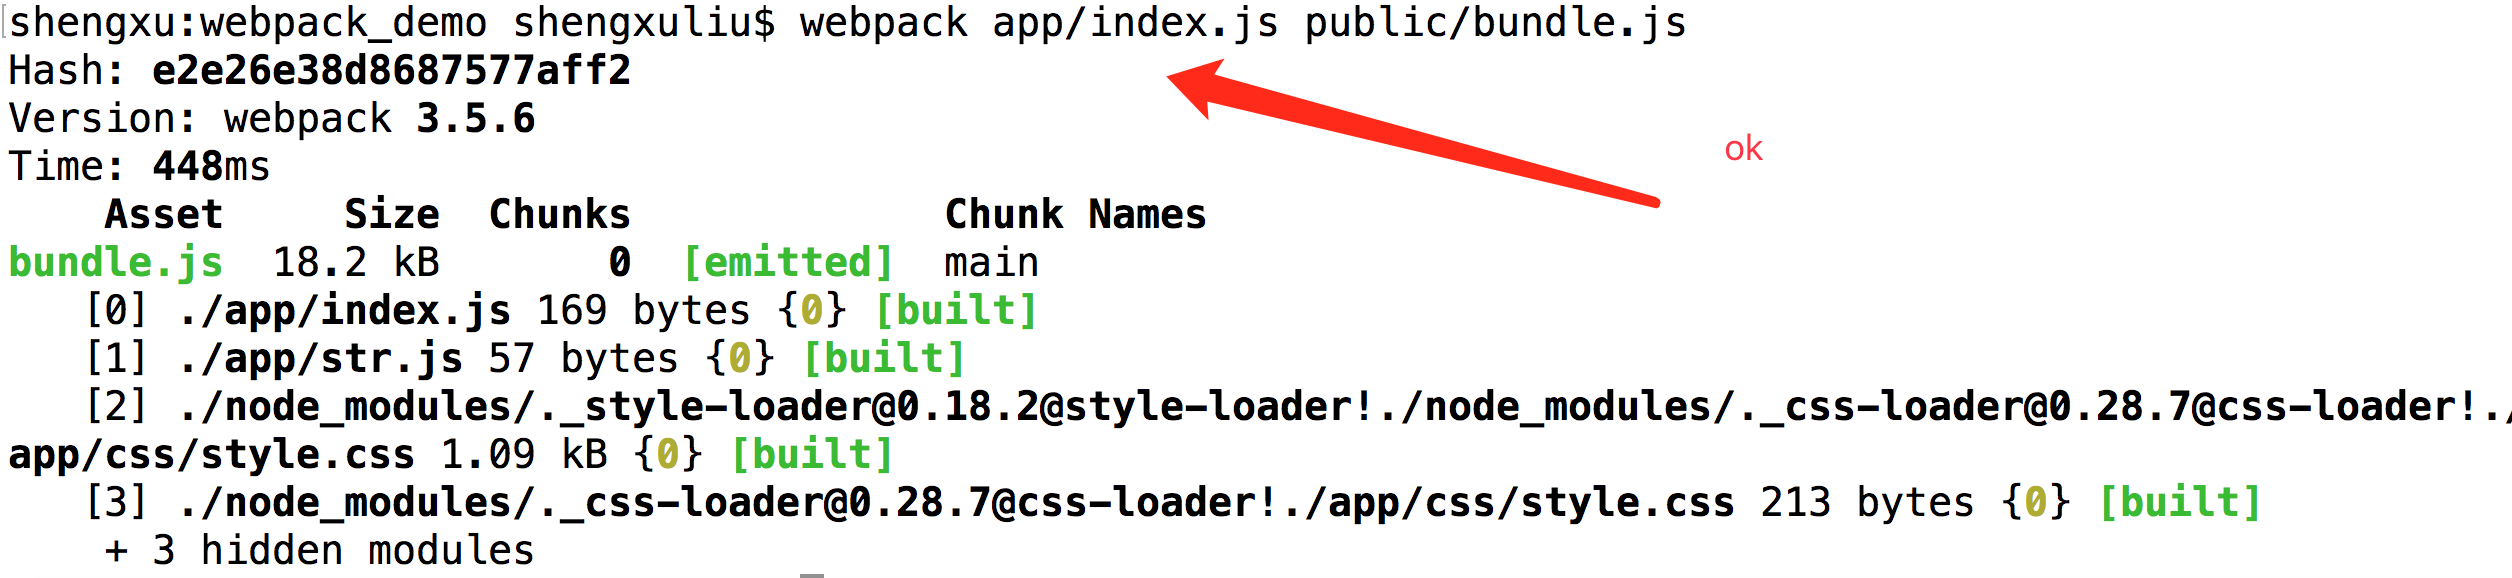 shengxu:webpack_demo shengxuliu$ webpack app/index.js public/bundle.js
Hash: e2e26e38d8687577aff2
Version: webpack 3.5.6
ok
Time: 448ms
Asset Size Chunks Chunk Names
bundle.js 18.2 kB 0 [emitted] main
[0] ./app/index.js 169 bytes {0} [built]
[1] ./app/str.js 57 bytes {0} [built]
[2] ./node_modules/._style-loader@0.18.2@style-loader!./node_modules/._css-loader@0.28.7@css-loader!./
app/css/style.css 1.09 kB {0} [built]
[3] ./node_modules/._css-loader@0.28.7@css-loader!./app/css/style.css 213 bytes {0} [built]
+ 3 hidden modules